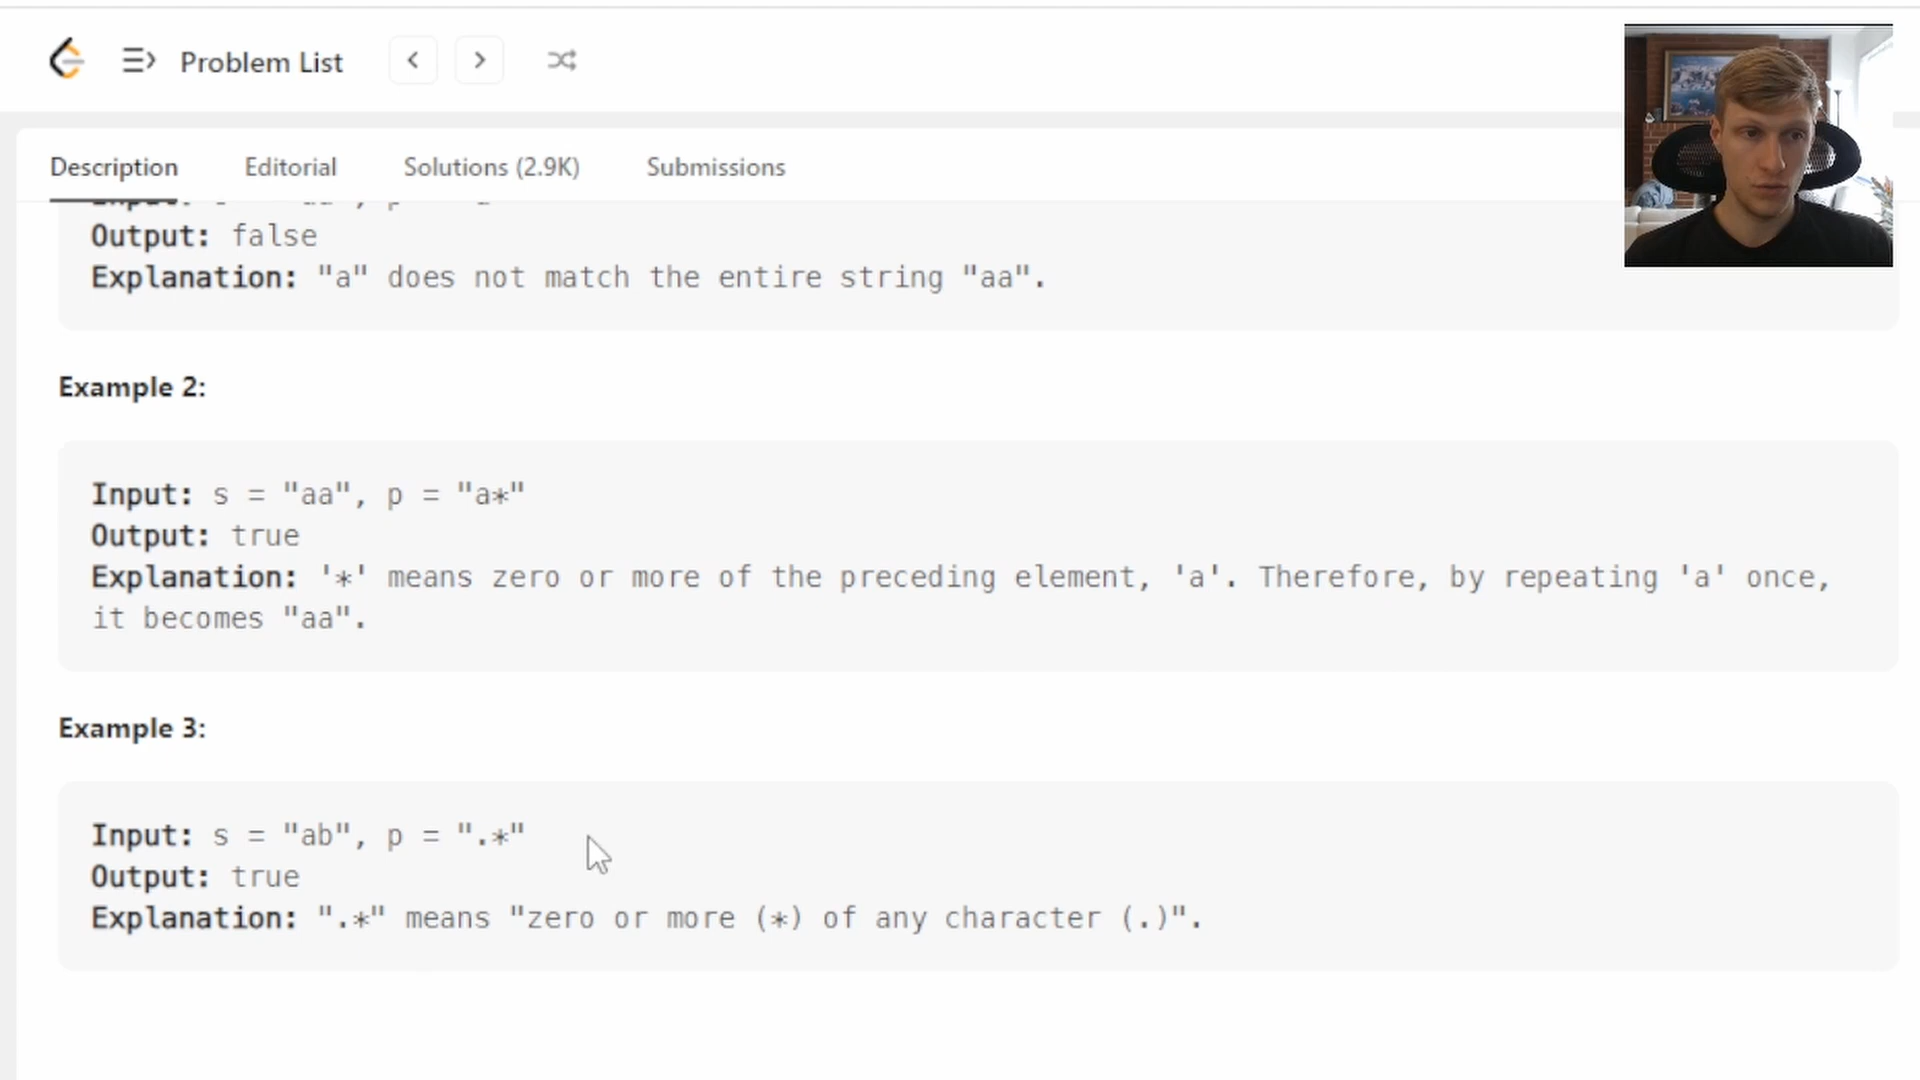 Problem List
Description Editorial Solutions (2.9K) Submissions
Output: false
Explanation: "a" does not match the entire string "aa".
Example 2:
Input: s = "aa", p = "a*"
Output: true
Explanation: '*' means zero or more of the preceding element, 'a'. Therefore, by repeating 'a' once,
it becomes "aa".
Example 3:
Input: s = "ab", p = ".*"
Output: true
Explanation: ".*" means "zero or more (*) of any character (.)".